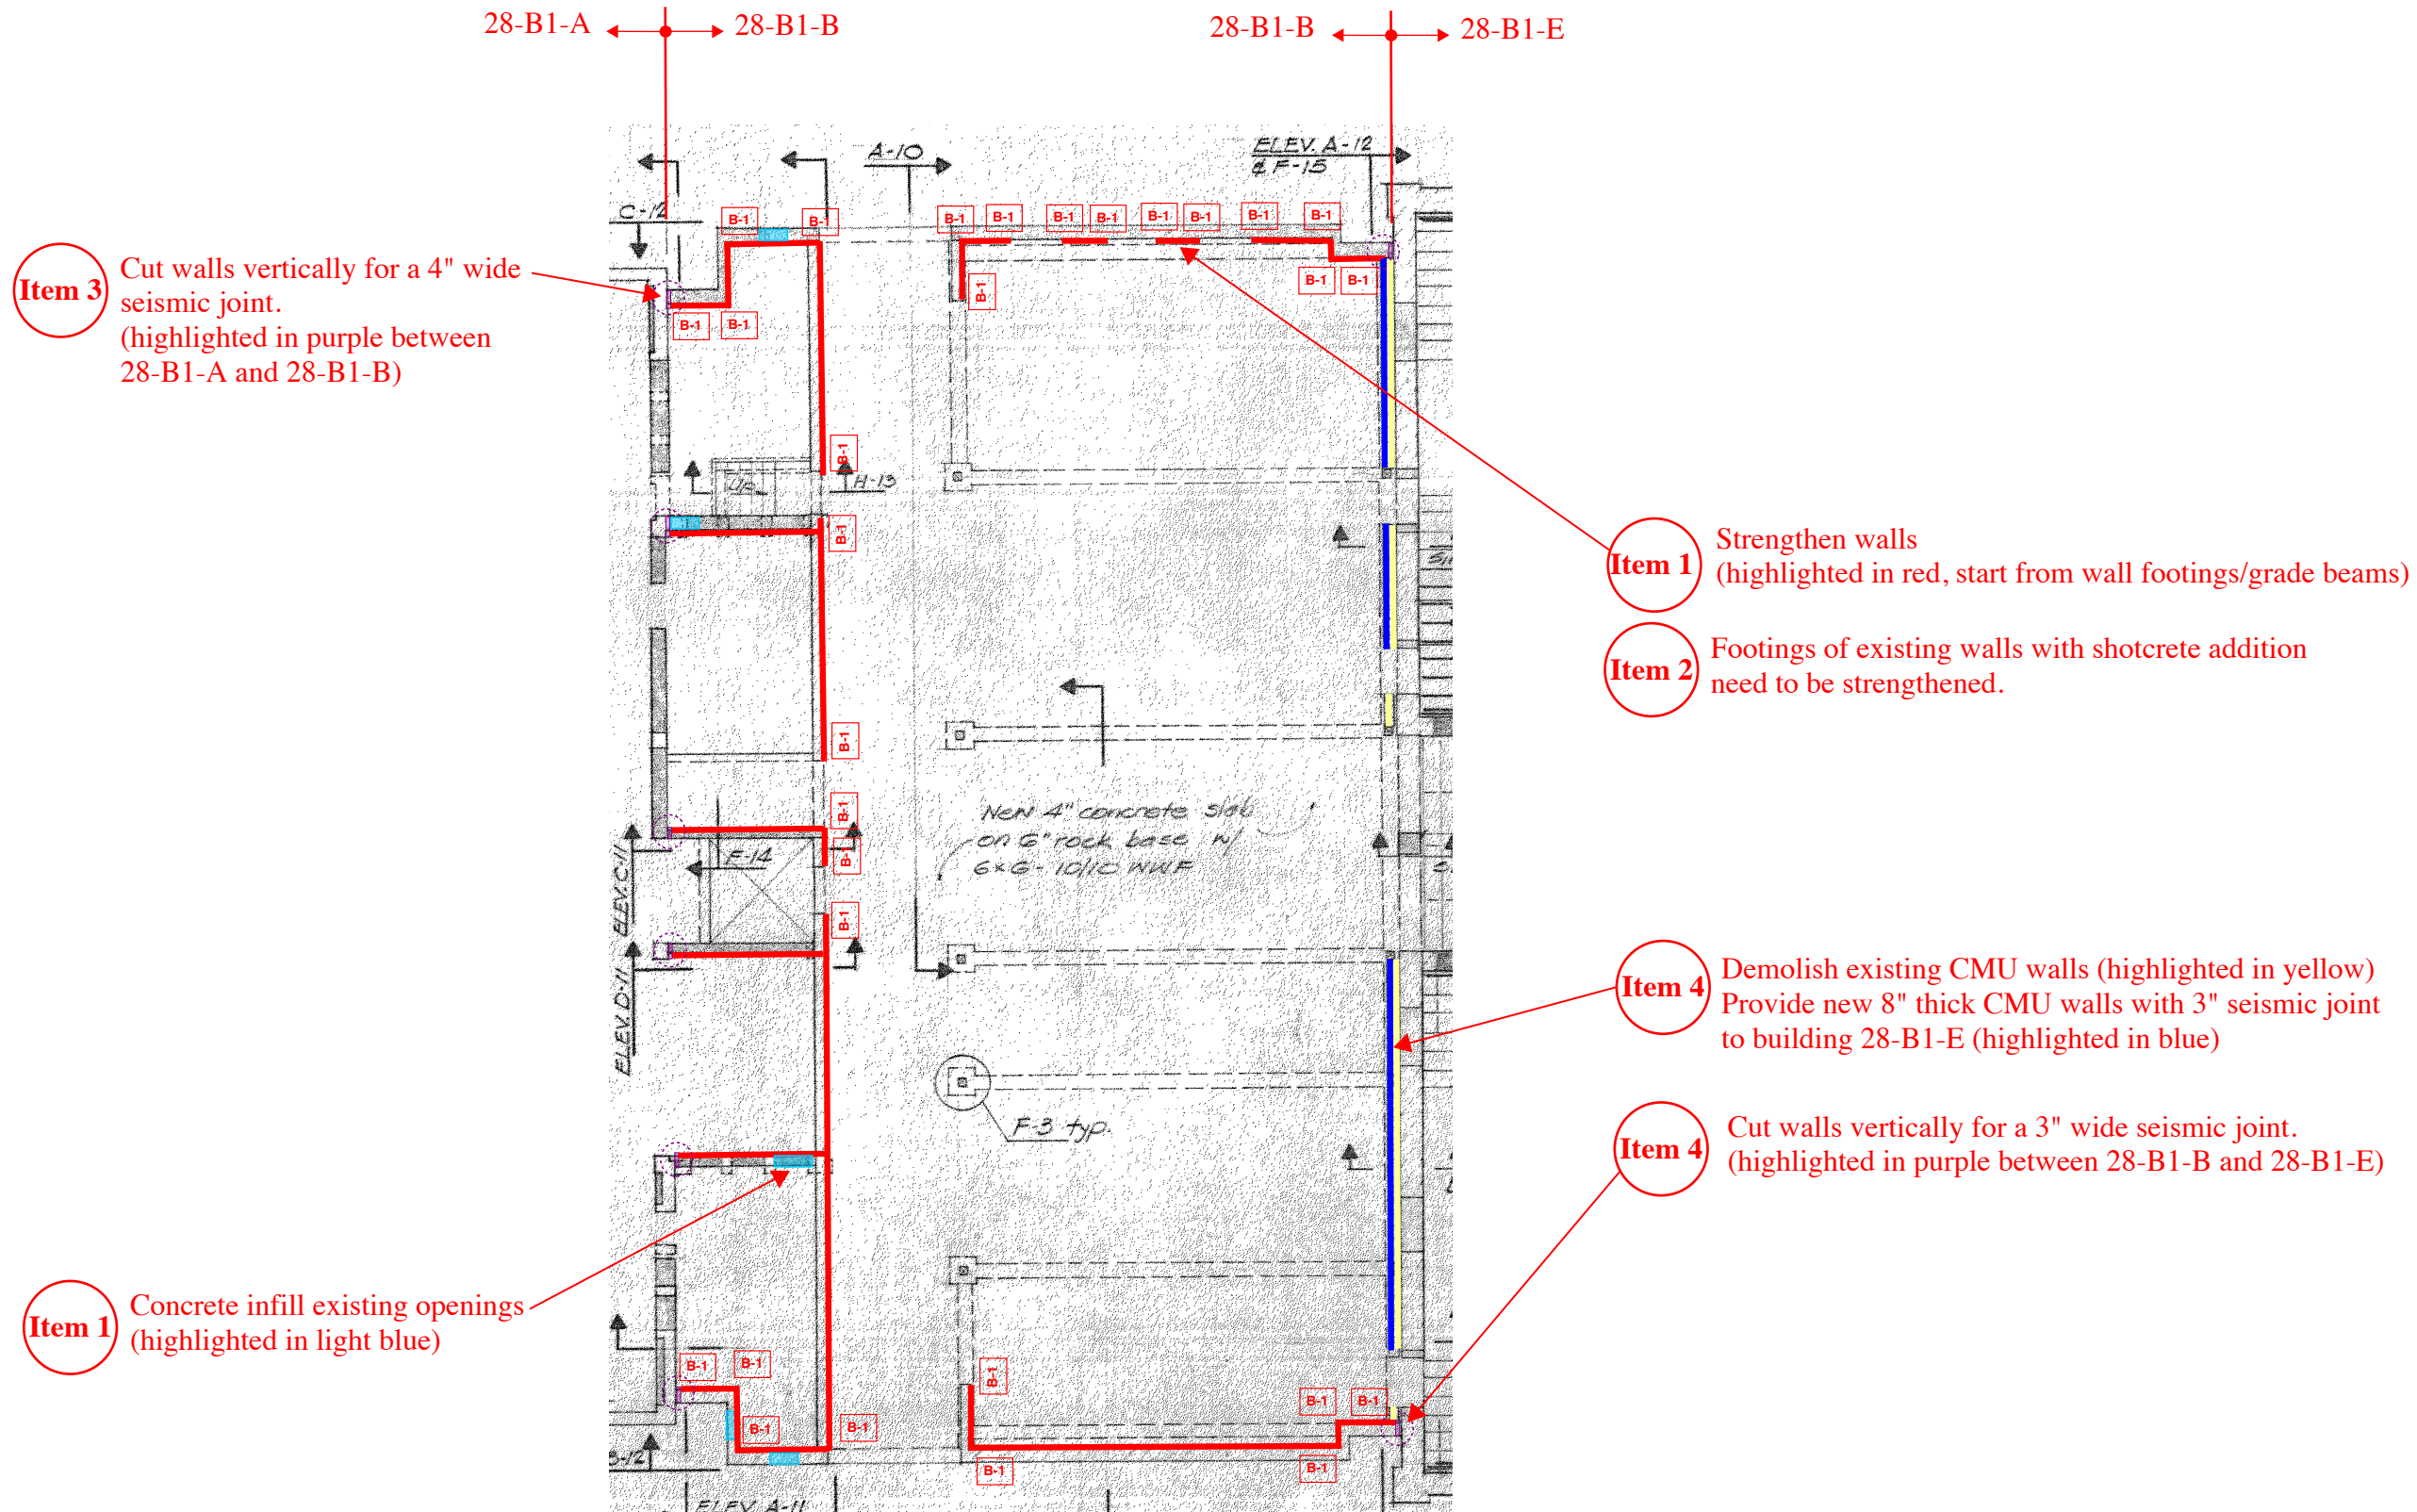 28-B1-A
28-B1-B
28-B1-B
28-B1-E
A-10
ELEV. A-12
& F-15
C-12
B-1
B-1
B-1
B-1
B-1
B-1
B-1
B-1
B-1
B-1
Item 3
Cut walls vertically for a 4" wide
seismic joint.
(highlighted in purple between
28-B1-A and 28-B1-B)
B-1
B-1
B-1
B-1
B-1
B-1
UP
H-13
B-1
Item 1
Strengthen walls
(highlighted in red, start from wall footings/grade beams)
Item 2
Footings of existing walls with shotcrete addition
need to be strengthened.
B-1
B-1
New 4" concrete slab
on 6" rock base w/
6x6 - 10/10 WWF
B-1
F-14
ELEV. C-11
B-1
ELEV. D-11
Item 4
Demolish existing CMU walls (highlighted in yellow)
Provide new 8" thick CMU walls with 3" seismic joint
to building 28-B1-E (highlighted in blue)
F-3 typ.
Item 4
Cut walls vertically for a 3" wide seismic joint.
(highlighted in purple between 28-B1-B and 28-B1-E)
Item 1
Concrete infill existing openings
(highlighted in light blue)
B-1
B-1
B-1
B-1
B-1
B-1
B-1
B-1
B-1
B-12
ELEV. A-11